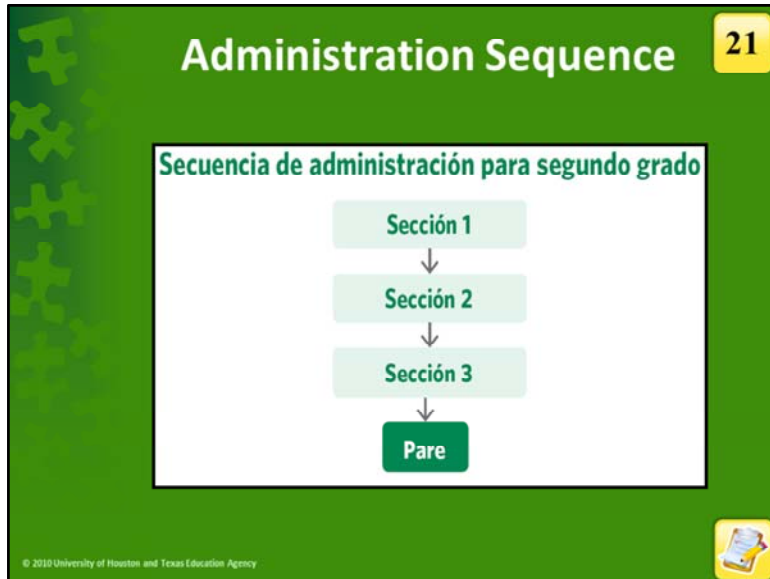 Administration Sequence
21
Secuencia de administración para segundo grado
Sección 1
Sección 2
Sección 3
Pare
© 2010 University of Houston and Texas Education Agency